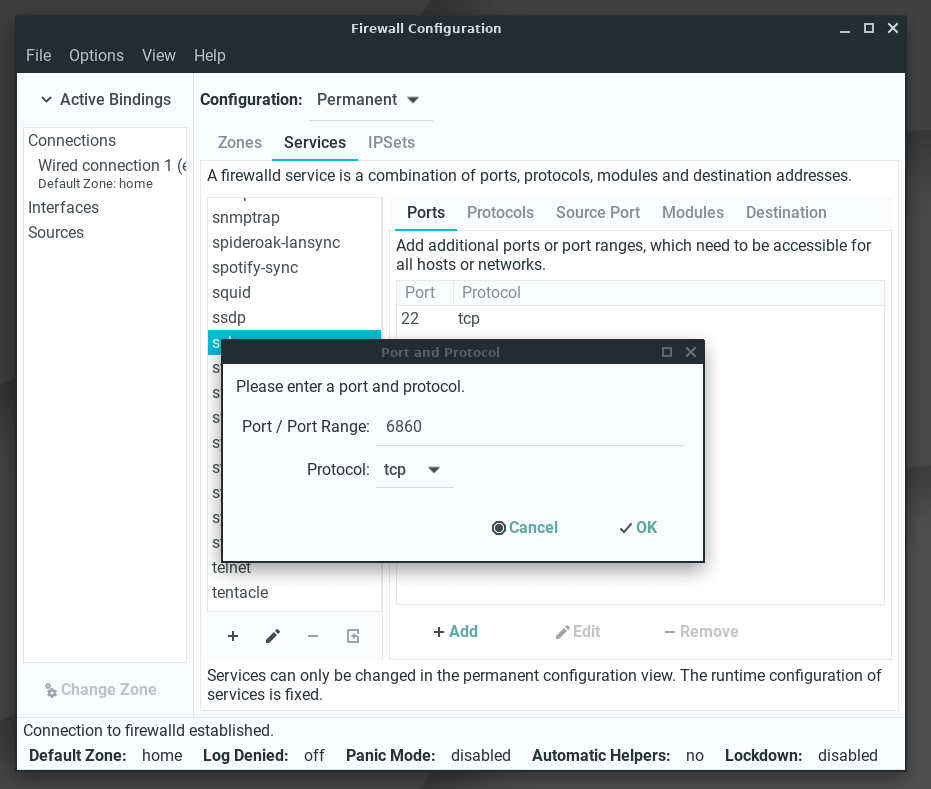 Firewall Configuration
File Options View Help
Active Bindings
Connections
Wired connection 1 (e
Default Zone: home
Interfaces
Sources
Change Zone
Configuration: Permanent
Zones Services IPSets
A firewalld service is a combination of ports, protocols, modules and destination addresses.
snmptrap
spideroak-lansync
spotify-sync
squid
ssdp
telnet
tentacle
Ports Protocols Source Port Modules Destination
Add additional ports or port ranges, which need to be accessible for
all hosts or networks.
Port Protocol
22 tcp
Port and Protocol
Please enter a port and protocol.
Port / Port Range: 6860
Protocol: tcp
Cancel OK
Add Edit Remove
Services can only be changed in the permanent configuration view. The runtime configuration of
services is fixed.
Connection to firewalld established.
Default Zone: home Log Denied: off Panic Mode: disabled Automatic Helpers: no Lockdown: disabled